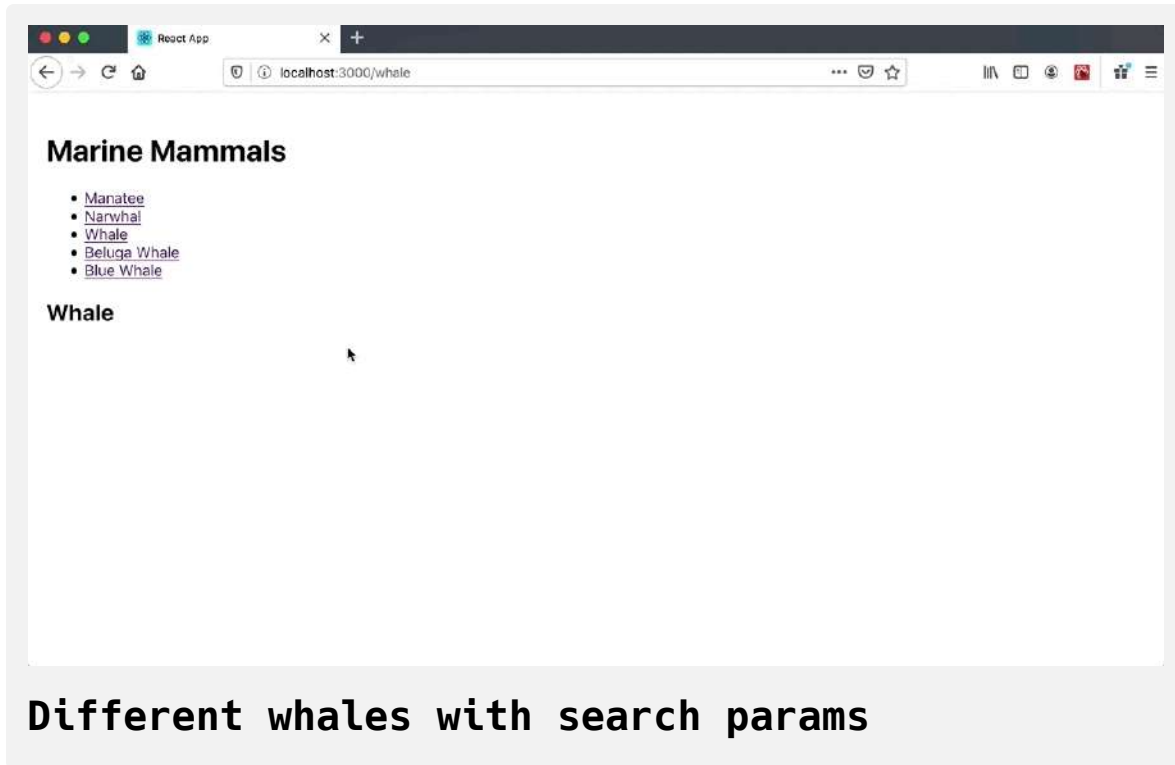 React App
localhost:3000/whale
Marine Mammals
Manatee
Narwhal
Whale
Beluga Whale
Blue Whale
Whale
Different whales with search params